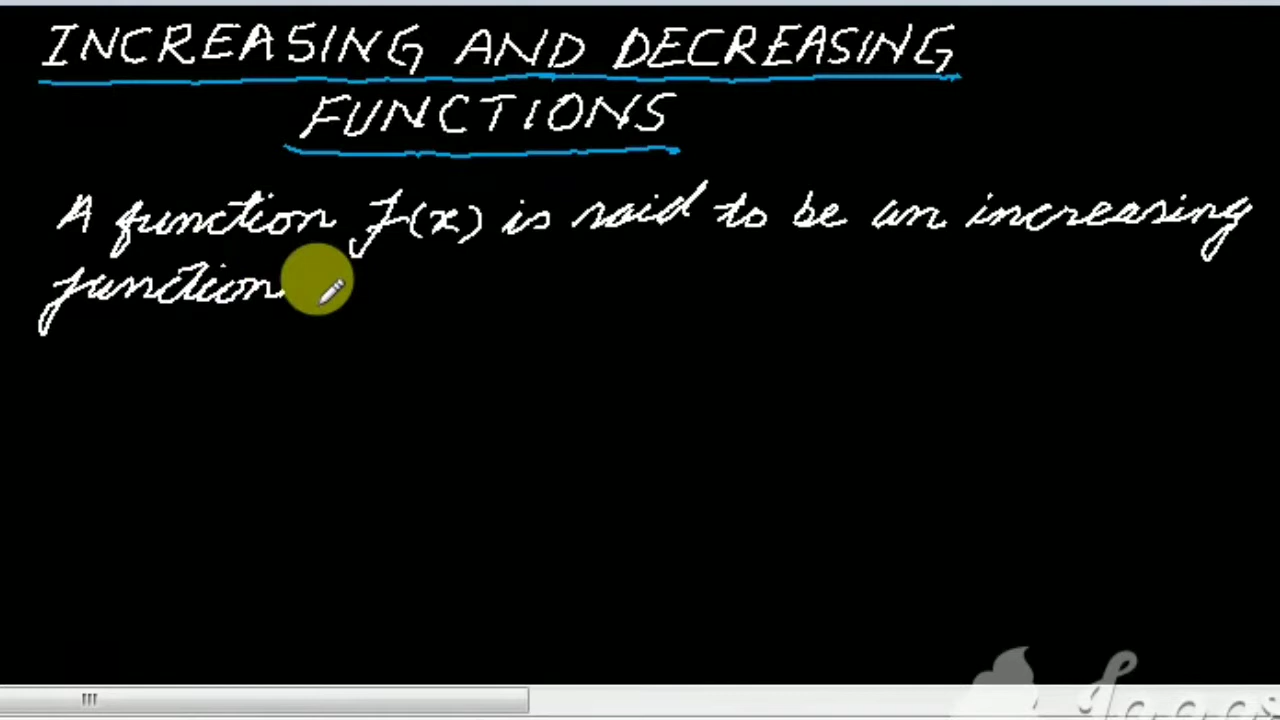 INCREASING AND DECREASING
FUNCTIONS
A function f(x) is said to be an increasing
function